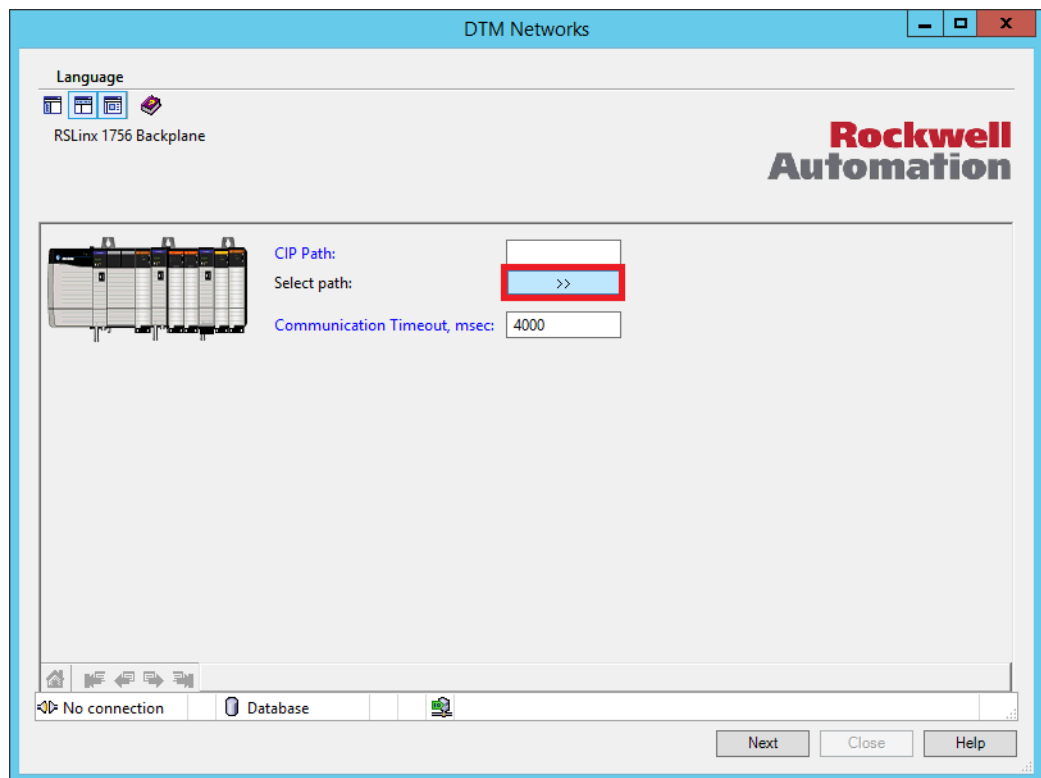 DTM Networks
Language
RSLinx 1756 Backplane
Rockwell
Automation
CIP Path:
Select path: >>
Communication Timeout, msec: 4000
No connection Database
Next Close Help